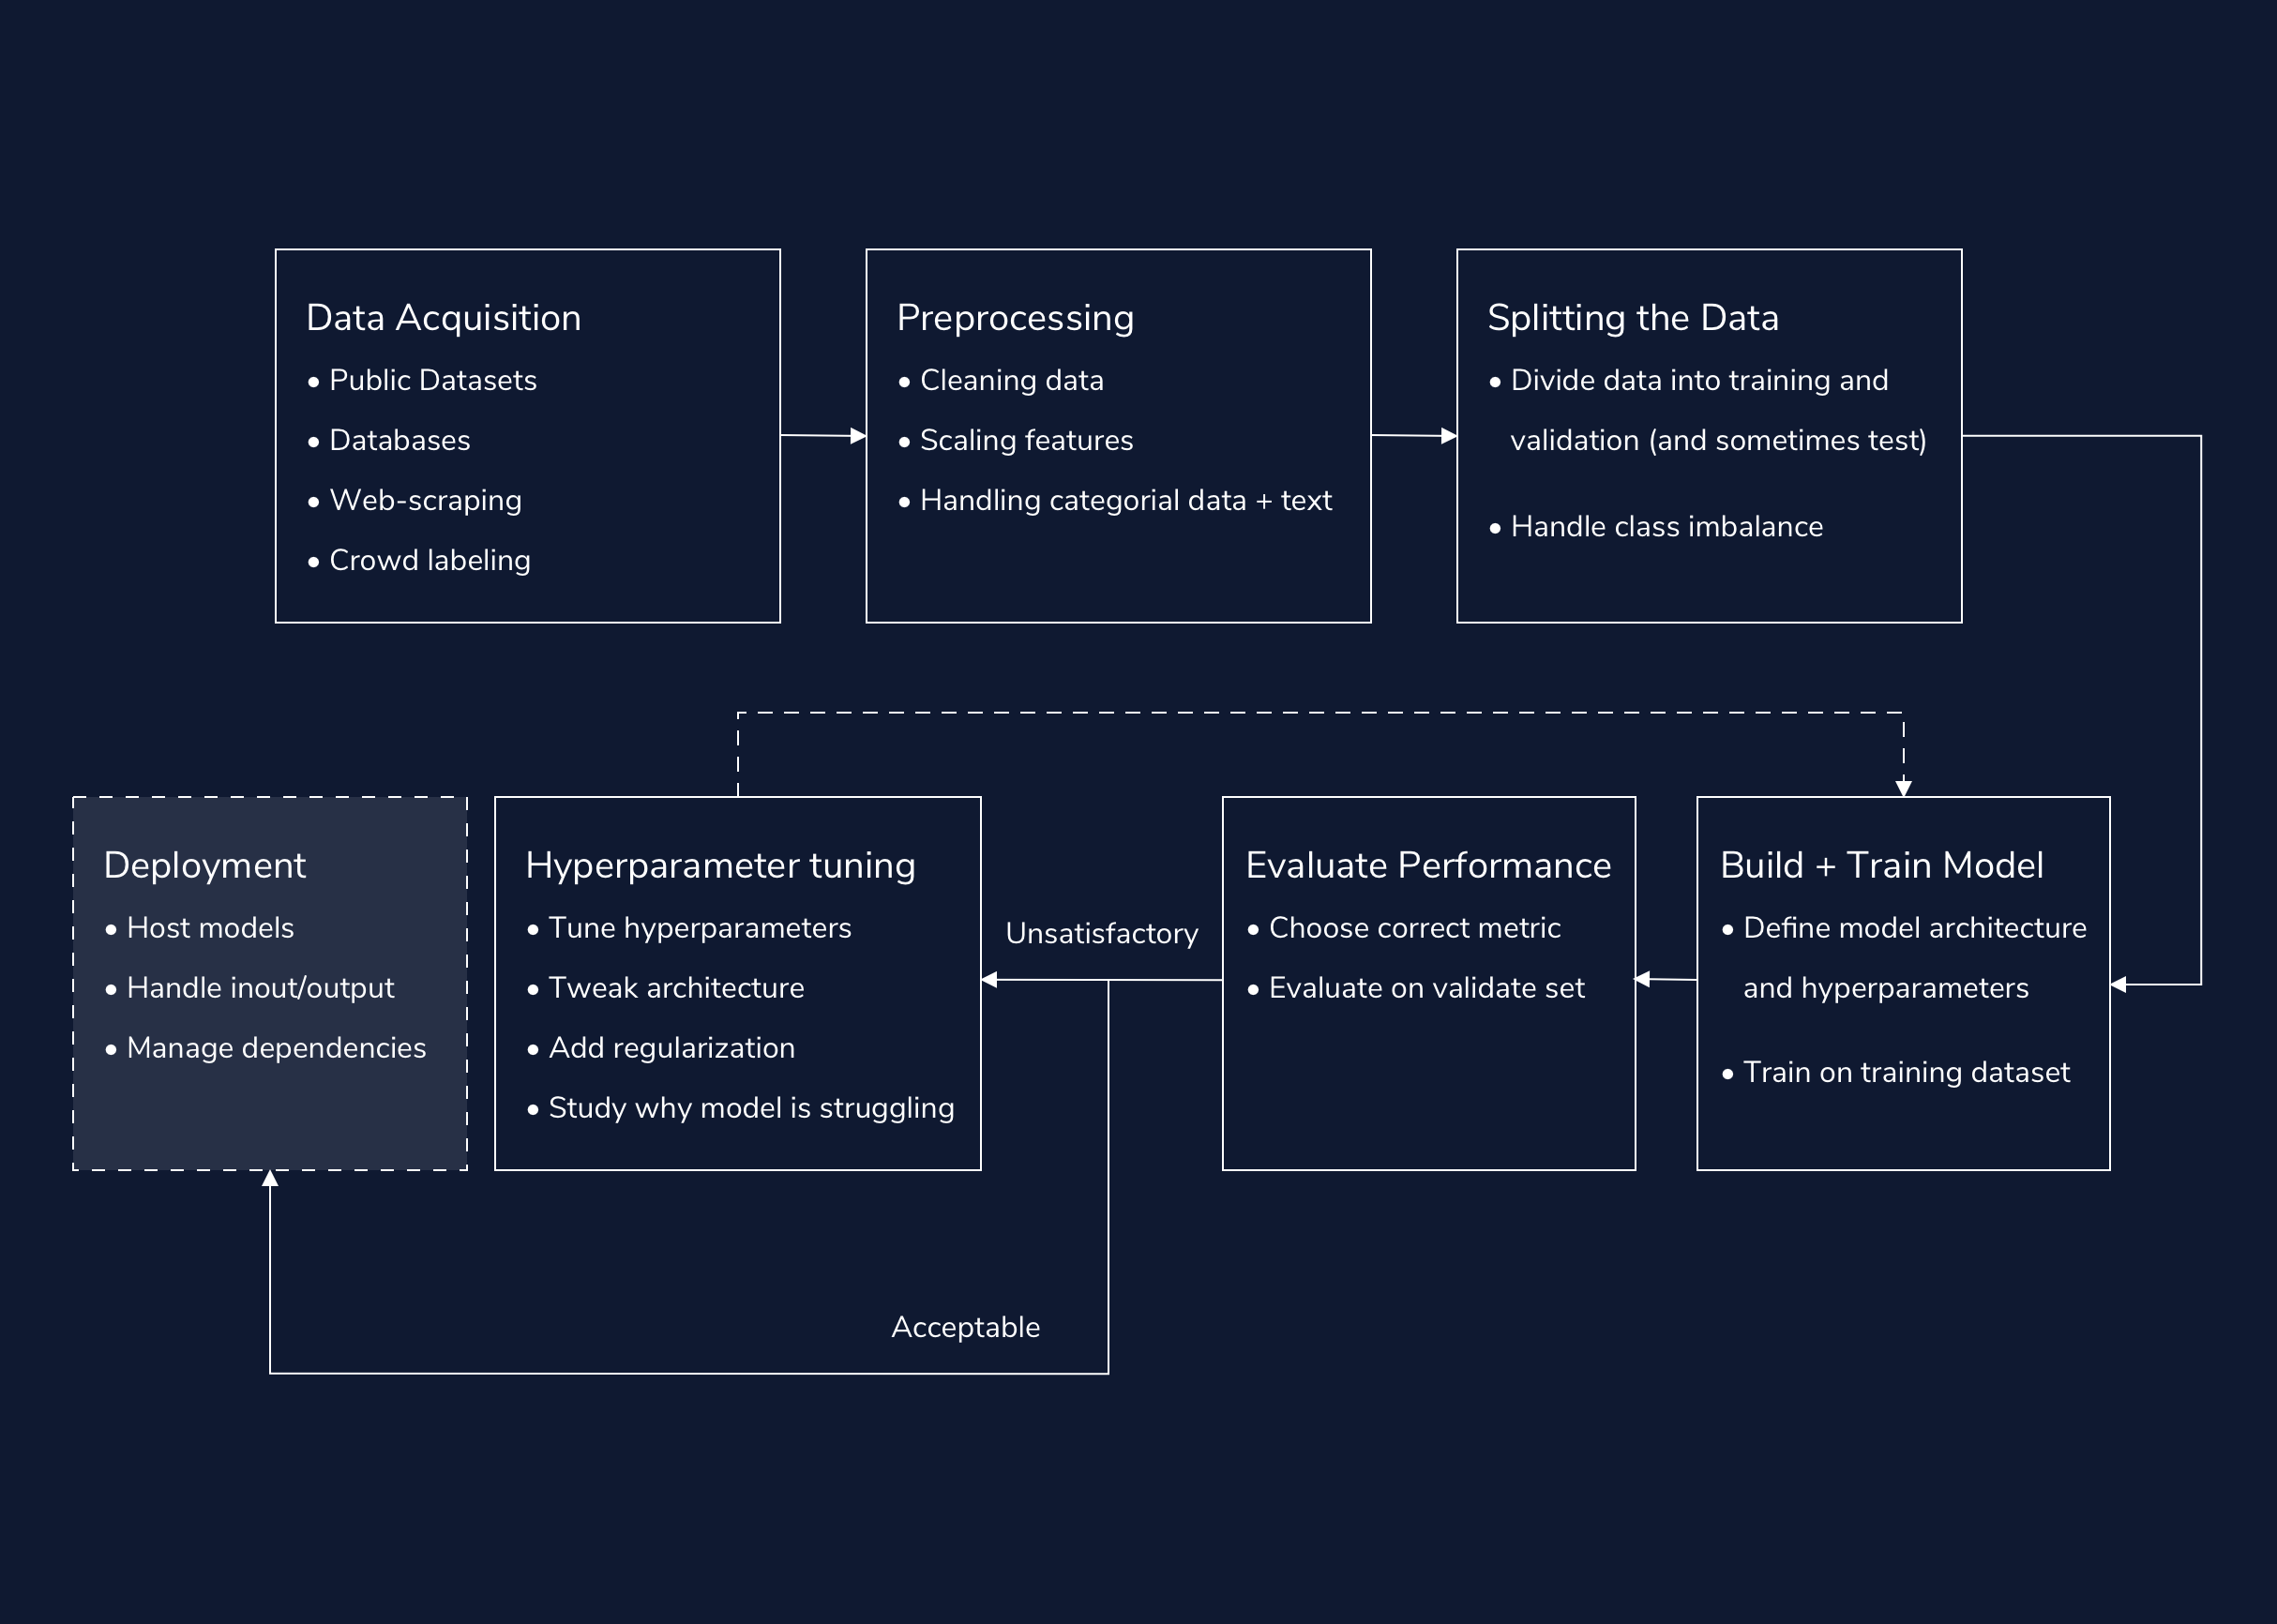 Data Acquisition
• Public Datasets
• Databases
• Web-scraping
• Crowd labeling
Preprocessing
• Cleaning data
• Scaling features
• Handling categorial data + text
Splitting the Data
• Divide data into training and
validation (and sometimes test)
• Handle class imbalance
Deployment
• Host models
• Handle inout/output
• Manage dependencies
Hyperparameter tuning
• Tune hyperparameters
• Tweak architecture
• Add regularization
• Study why model is struggling
Unsatisfactory
Evaluate Performance
• Choose correct metric
• Evaluate on validate set
Build + Train Model
• Define model architecture
and hyperparameters
• Train on training dataset
Acceptable